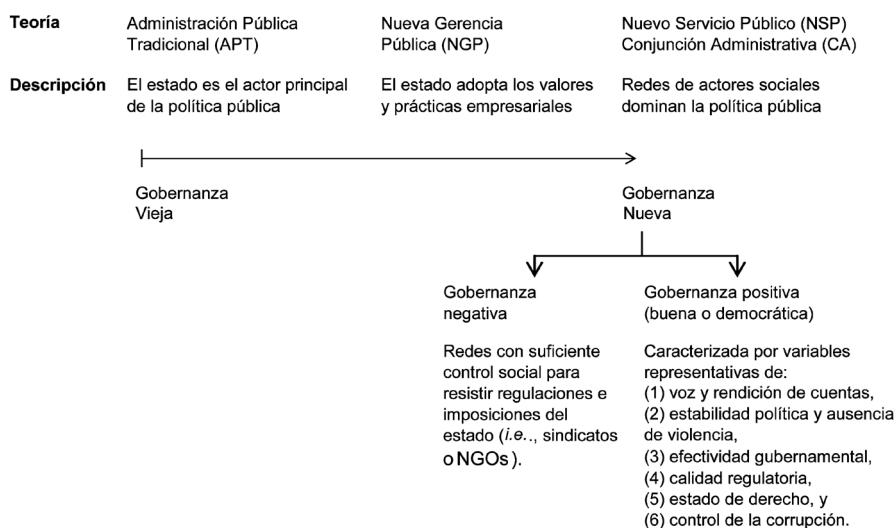 Teoría
Administración Pública
Tradicional (APT)
Nueva Gerencia
Pública (NGP)
Nuevo Servicio Público (NSP)
Conjunción Administrativa (CA)
Descripción
El estado es el actor principal
de la política pública
El estado adopta los valores
y prácticas empresariales
Redes de actores sociales
dominan la política pública
Gobernanza
Vieja
Gobernanza
Nueva
Gobernanza
negativa
Redes con suficiente
control social para
resistir regulaciones e
imposiciones del
estado (i.e.., sindicatos
o NGOs ).
Gobernanza positiva
(buena o democrática)
Caracterizada por variables
representativas de:
(1) voz y rendición de cuentas,
(2) estabilidad política y ausencia
de violencia,
(3) efectividad gubernamental,
(4) calidad regulatoria,
(5) estado de derecho, y
(6) control de la corrupción.